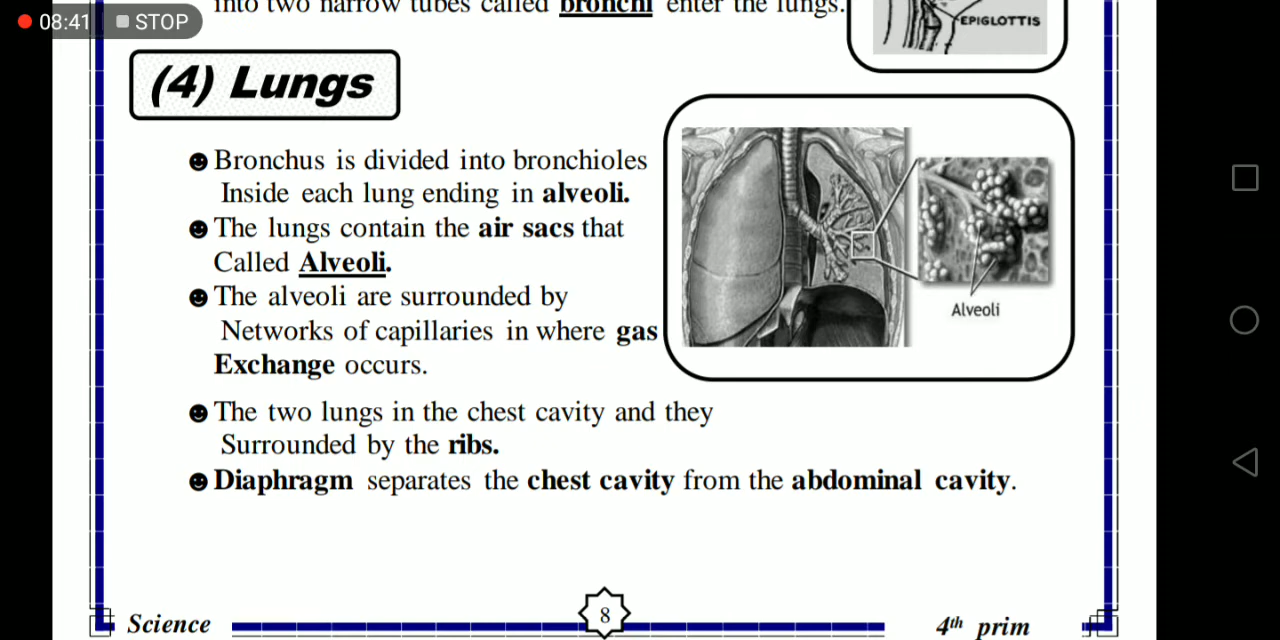 08:41 STOP
into two narrow tubes called bronchi enter the lungs.
EPIGLOTTIS
(4) Lungs
☻Bronchus is divided into bronchioles
Inside each lung ending in alveoli.
☻The lungs contain the air sacs that
Called Alveoli.
☻The alveoli are surrounded by
Networks of capillaries in where gas
Exchange occurs.
Alveoli
☻The two lungs in the chest cavity and they
Surrounded by the ribs.
☻Diaphragm separates the chest cavity from the abdominal cavity.
Science 8 4th prim